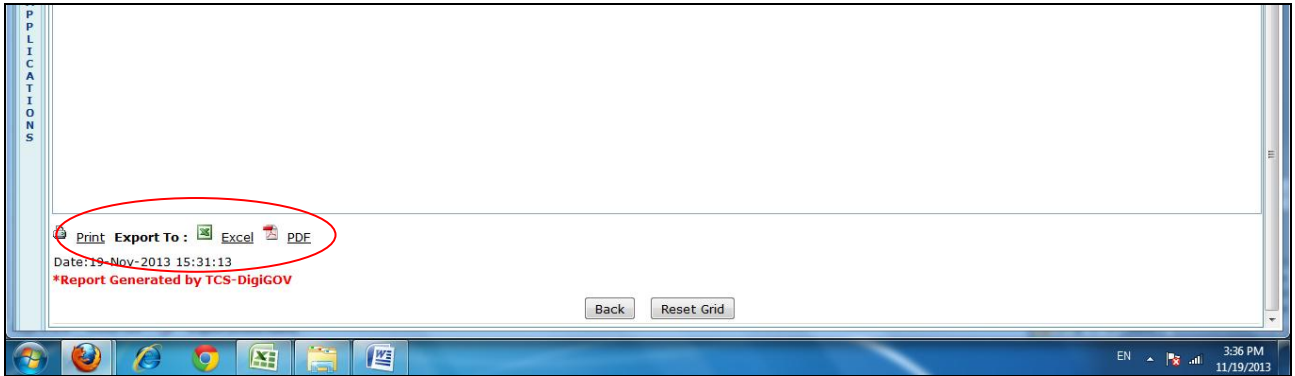 P
P
L
I
C
A
T
I
O
N
S
Print Export To : Excel PDF
Date:19-Nov-2013 15:31:13
*Report Generated by TCS-DigiGOV
Back Reset Grid
EN 3:36 PM
11/19/2013